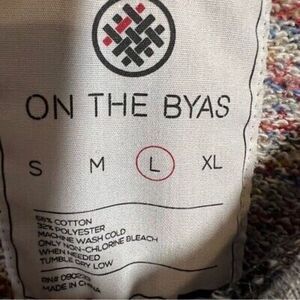 ON THE BYAS
S M L XL
COTTON
32% POLYESTER
MACHINE WASH COLD
ONLY NON-CHLORINE BLEACH
WHEN NEEDED
TUMBLE DRY LOW
MADE IN CHINA